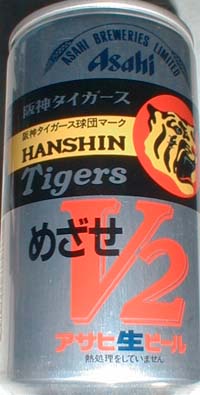 ASAHI BREWERIES LIMITED
Asahi
阪神タイガース
阪神タイガース球団マーク
HANSHIN
Tigers
めざせ
V2
アサヒ生ビール
熱処理をしていません